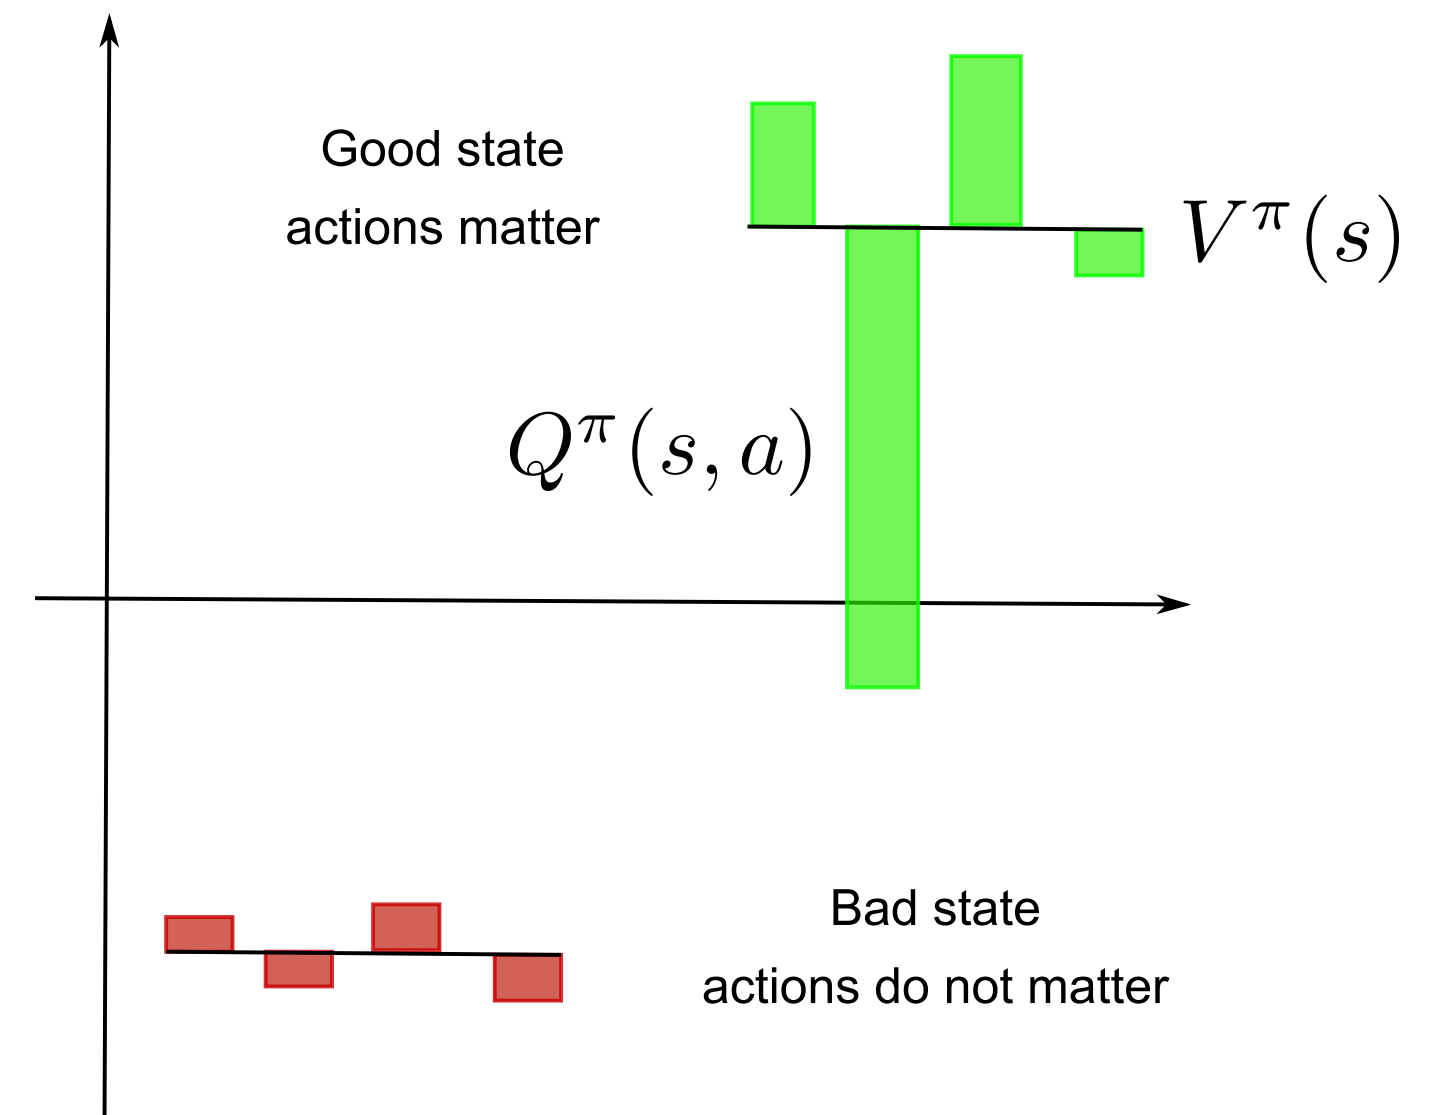 Good state
actions matter
V^π(s)
Q^π(s, a)
Bad state
actions do not matter